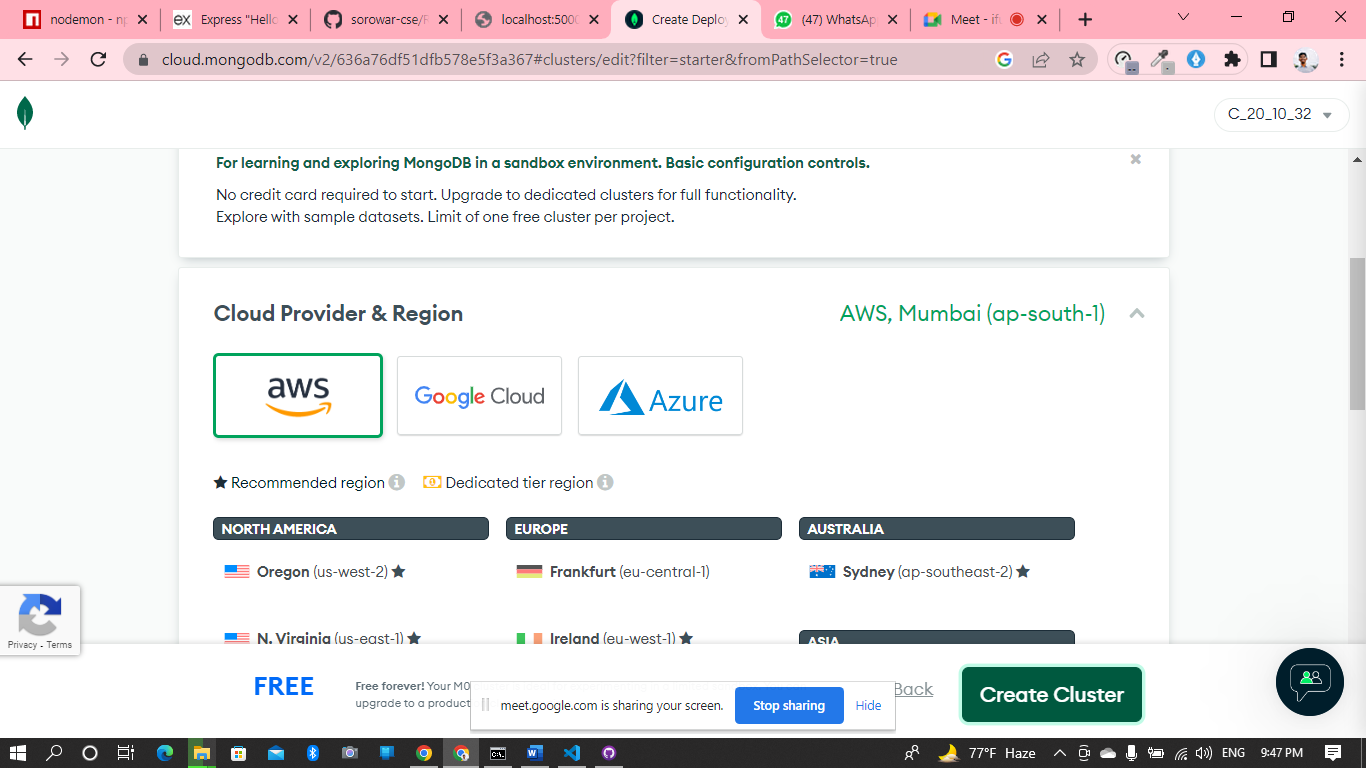 nodemon - np
Express "Hello
sorowar-cse/F
localhost:5000
Create Deploy
(47) WhatsAp
Meet - ifu
cloud.mongodb.com/v2/636a76df51dfb578e5f3a367#clusters/edit?filter=starter&fromPathSelector=true
C_20_10_32
For learning and exploring MongoDB in a sandbox environment. Basic configuration controls.
No credit card required to start. Upgrade to dedicated clusters for full functionality.
Explore with sample datasets. Limit of one free cluster per project.
Cloud Provider & Region
AWS, Mumbai (ap-south-1)
aws
Google Cloud
Azure
Recommended region
Dedicated tier region
NORTH AMERICA
EUROPE
AUSTRALIA
Oregon (us-west-2)
Frankfurt (eu-central-1)
Sydney (ap-southeast-2)
N. Virginia (us-east-1)
Ireland (eu-west-1)
ASIA
Privacy - Terms
FREE
Free forever! Your M0
upgrade to a product
meet.google.com is sharing your screen.
Stop sharing
Hide
Back
Create Cluster
77°F Haze
ENG
9:47 PM